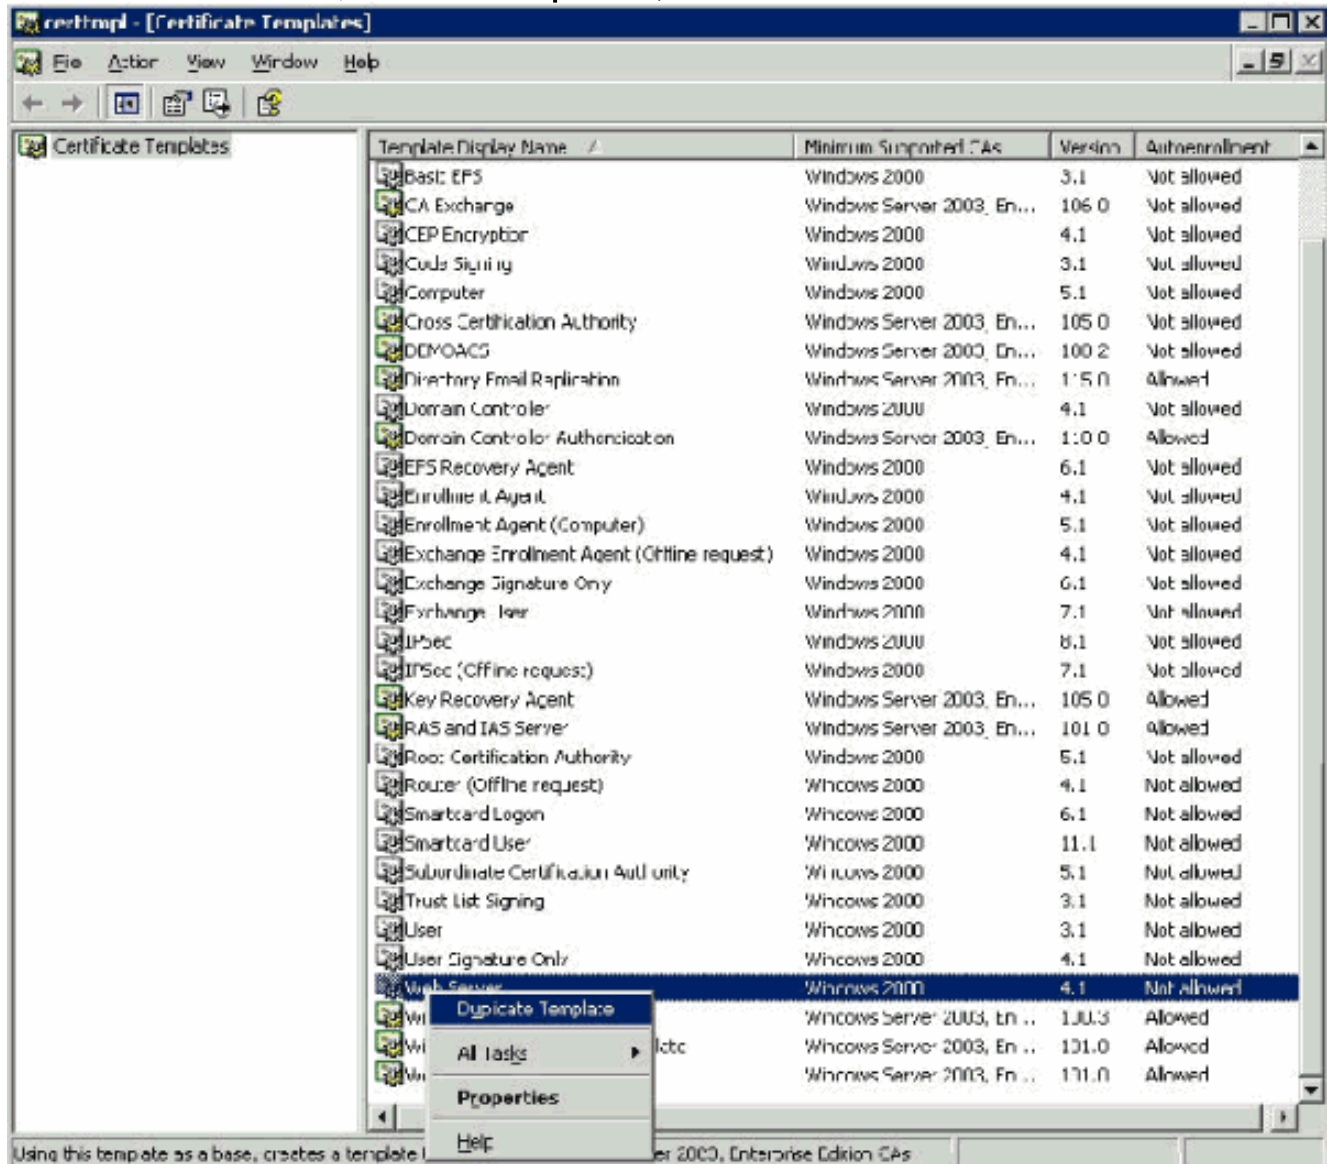 certtmpl - [Certificate Templates]
File Action View Window Help
Certificate Templates
Template Display Name Minimum Supported CAs Version Autoenrollment
Basic EFS Windows 2000 3.1 Not allowed
CA Exchange Windows Server 2003, En... 106.0 Not allowed
CEP Encryption Windows 2000 4.1 Not allowed
Code Signing Windows 2000 3.1 Not allowed
Computer Windows 2000 5.1 Not allowed
Cross Certification Authority Windows Server 2003, En... 105.0 Not allowed
DEMOACS Windows Server 2003, En... 100.2 Not allowed
Directory Email Replication Windows Server 2003, En... 115.0 Allowed
Domain Controller Windows 2000 4.1 Not allowed
Domain Controller Authentication Windows Server 2003, En... 110.0 Allowed
EFS Recovery Agent Windows 2000 6.1 Not allowed
Enrollment Agent Windows 2000 4.1 Not allowed
Enrollment Agent (Computer) Windows 2000 5.1 Not allowed
Exchange Enrollment Agent (Offline request) Windows 2000 4.1 Not allowed
Exchange Signature Only Windows 2000 6.1 Not allowed
Exchange User Windows 2000 7.1 Not allowed
IPSec Windows 2000 8.1 Not allowed
IPSec (Offline request) Windows 2000 7.1 Not allowed
Key Recovery Agent Windows Server 2003, En... 105.0 Allowed
RAS and IAS Server Windows Server 2003, En... 101.0 Allowed
Root Certification Authority Windows 2000 5.1 Not allowed
Router (Offline request) Windows 2000 4.1 Not allowed
Smartcard Logon Windows 2000 6.1 Not allowed
Smartcard User Windows 2000 11.1 Not allowed
Subordinate Certification Authority Windows 2000 5.1 Not allowed
Trust List Signing Windows 2000 3.1 Not allowed
User Windows 2000 3.1 Not allowed
User Signature Only Windows 2000 4.1 Not allowed
Web Server Windows 2000 4.1 Not allowed
Windows Server 2003, En... 100.3 Allowed
Windows Server 2003, En... 101.0 Allowed
Windows Server 2003, En... 101.0 Allowed
Duplicate Template
All Tasks
Properties
Help
Using this template as a base, creates a template er 2003, Enterprise Edition CAs